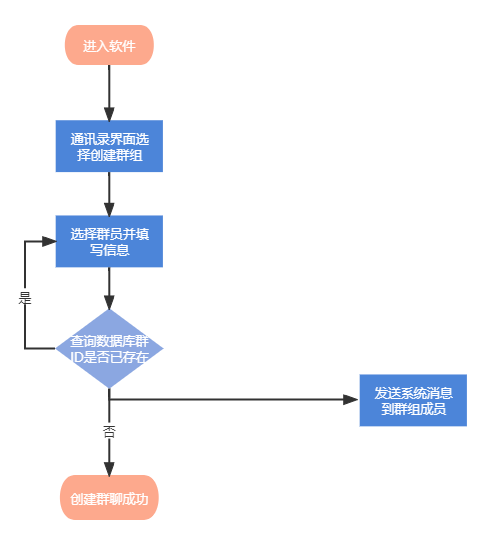 进入软件
通讯录界面选
择创建群组
选择群员并填
写信息
是
查询数据库群
ID是否已存在
发送系统消息
到群组成员
否
创建群聊成功